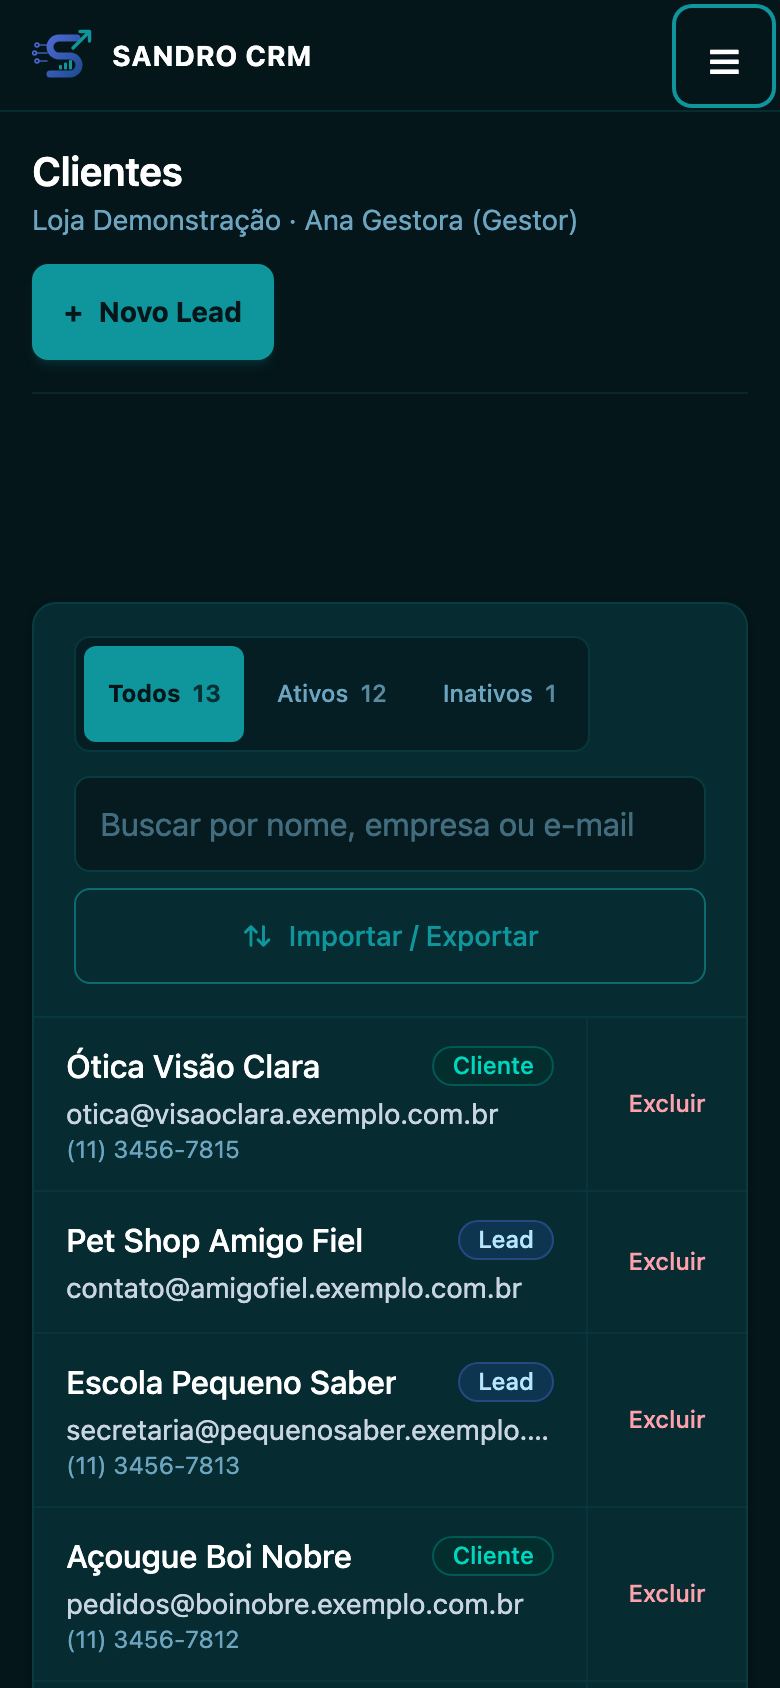 SANDRO CRM
Clientes
Loja Demonstração · Ana Gestora (Gestor)
+ Novo Lead
Todos 13 Ativos 12 Inativos 1
Buscar por nome, empresa ou e-mail
Importar / Exportar
Ótica Visão Clara Cliente
otica@visaoclara.exemplo.com.br
(11) 3456-7815
Excluir
Pet Shop Amigo Fiel Lead
contato@amigofiel.exemplo.com.br
Excluir
Escola Pequeno Saber Lead
secretaria@pequenosaber.exemplo....
(11) 3456-7813
Excluir
Açougue Boi Nobre Cliente
pedidos@boinobre.exemplo.com.br
(11) 3456-7812
Excluir